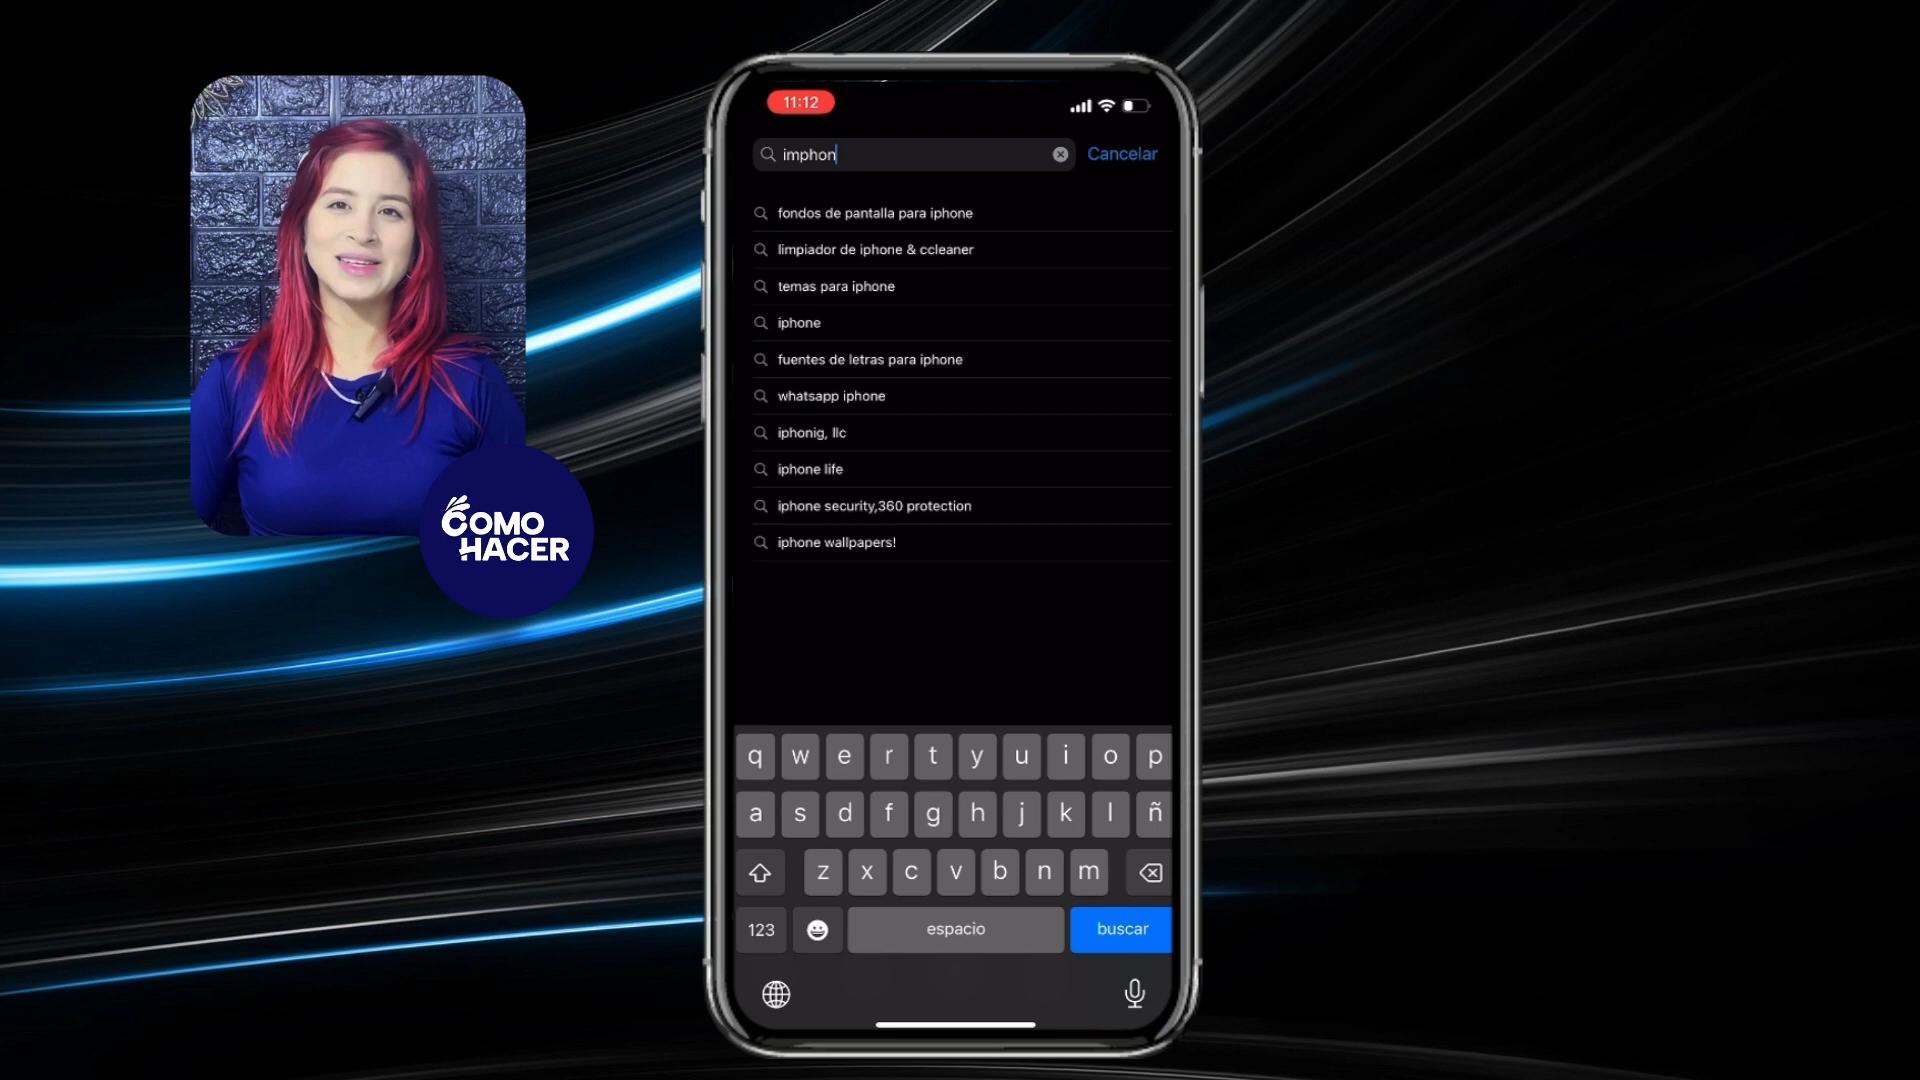 COMO
HACER
11:12
imphon
Cancelar
fondos de pantalla para iphone
limpiador de iphone & ccleaner
temas para iphone
iphone
fuentes de letras para iphone
whatsapp iphone
iphonig, llc
iphone life
iphone security,360 protection
iphone wallpapers!
q w e r t y u i o p
a s d f g h j k l ñ
z x c v b n m
123 espacio buscar